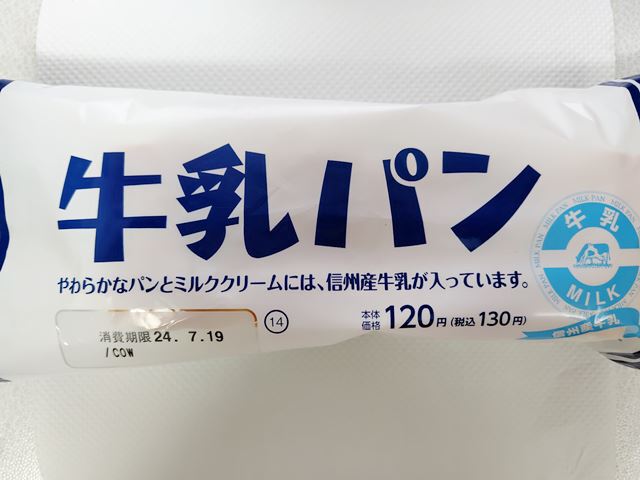 牛乳パン
やわらかなパンとミルククリームには、信州産牛乳が入っています。
消費期限 24. 7.19
/COW
14
本体価格 120円 (税込130円)
MILK PAN
牛乳
MILK
信州産牛乳